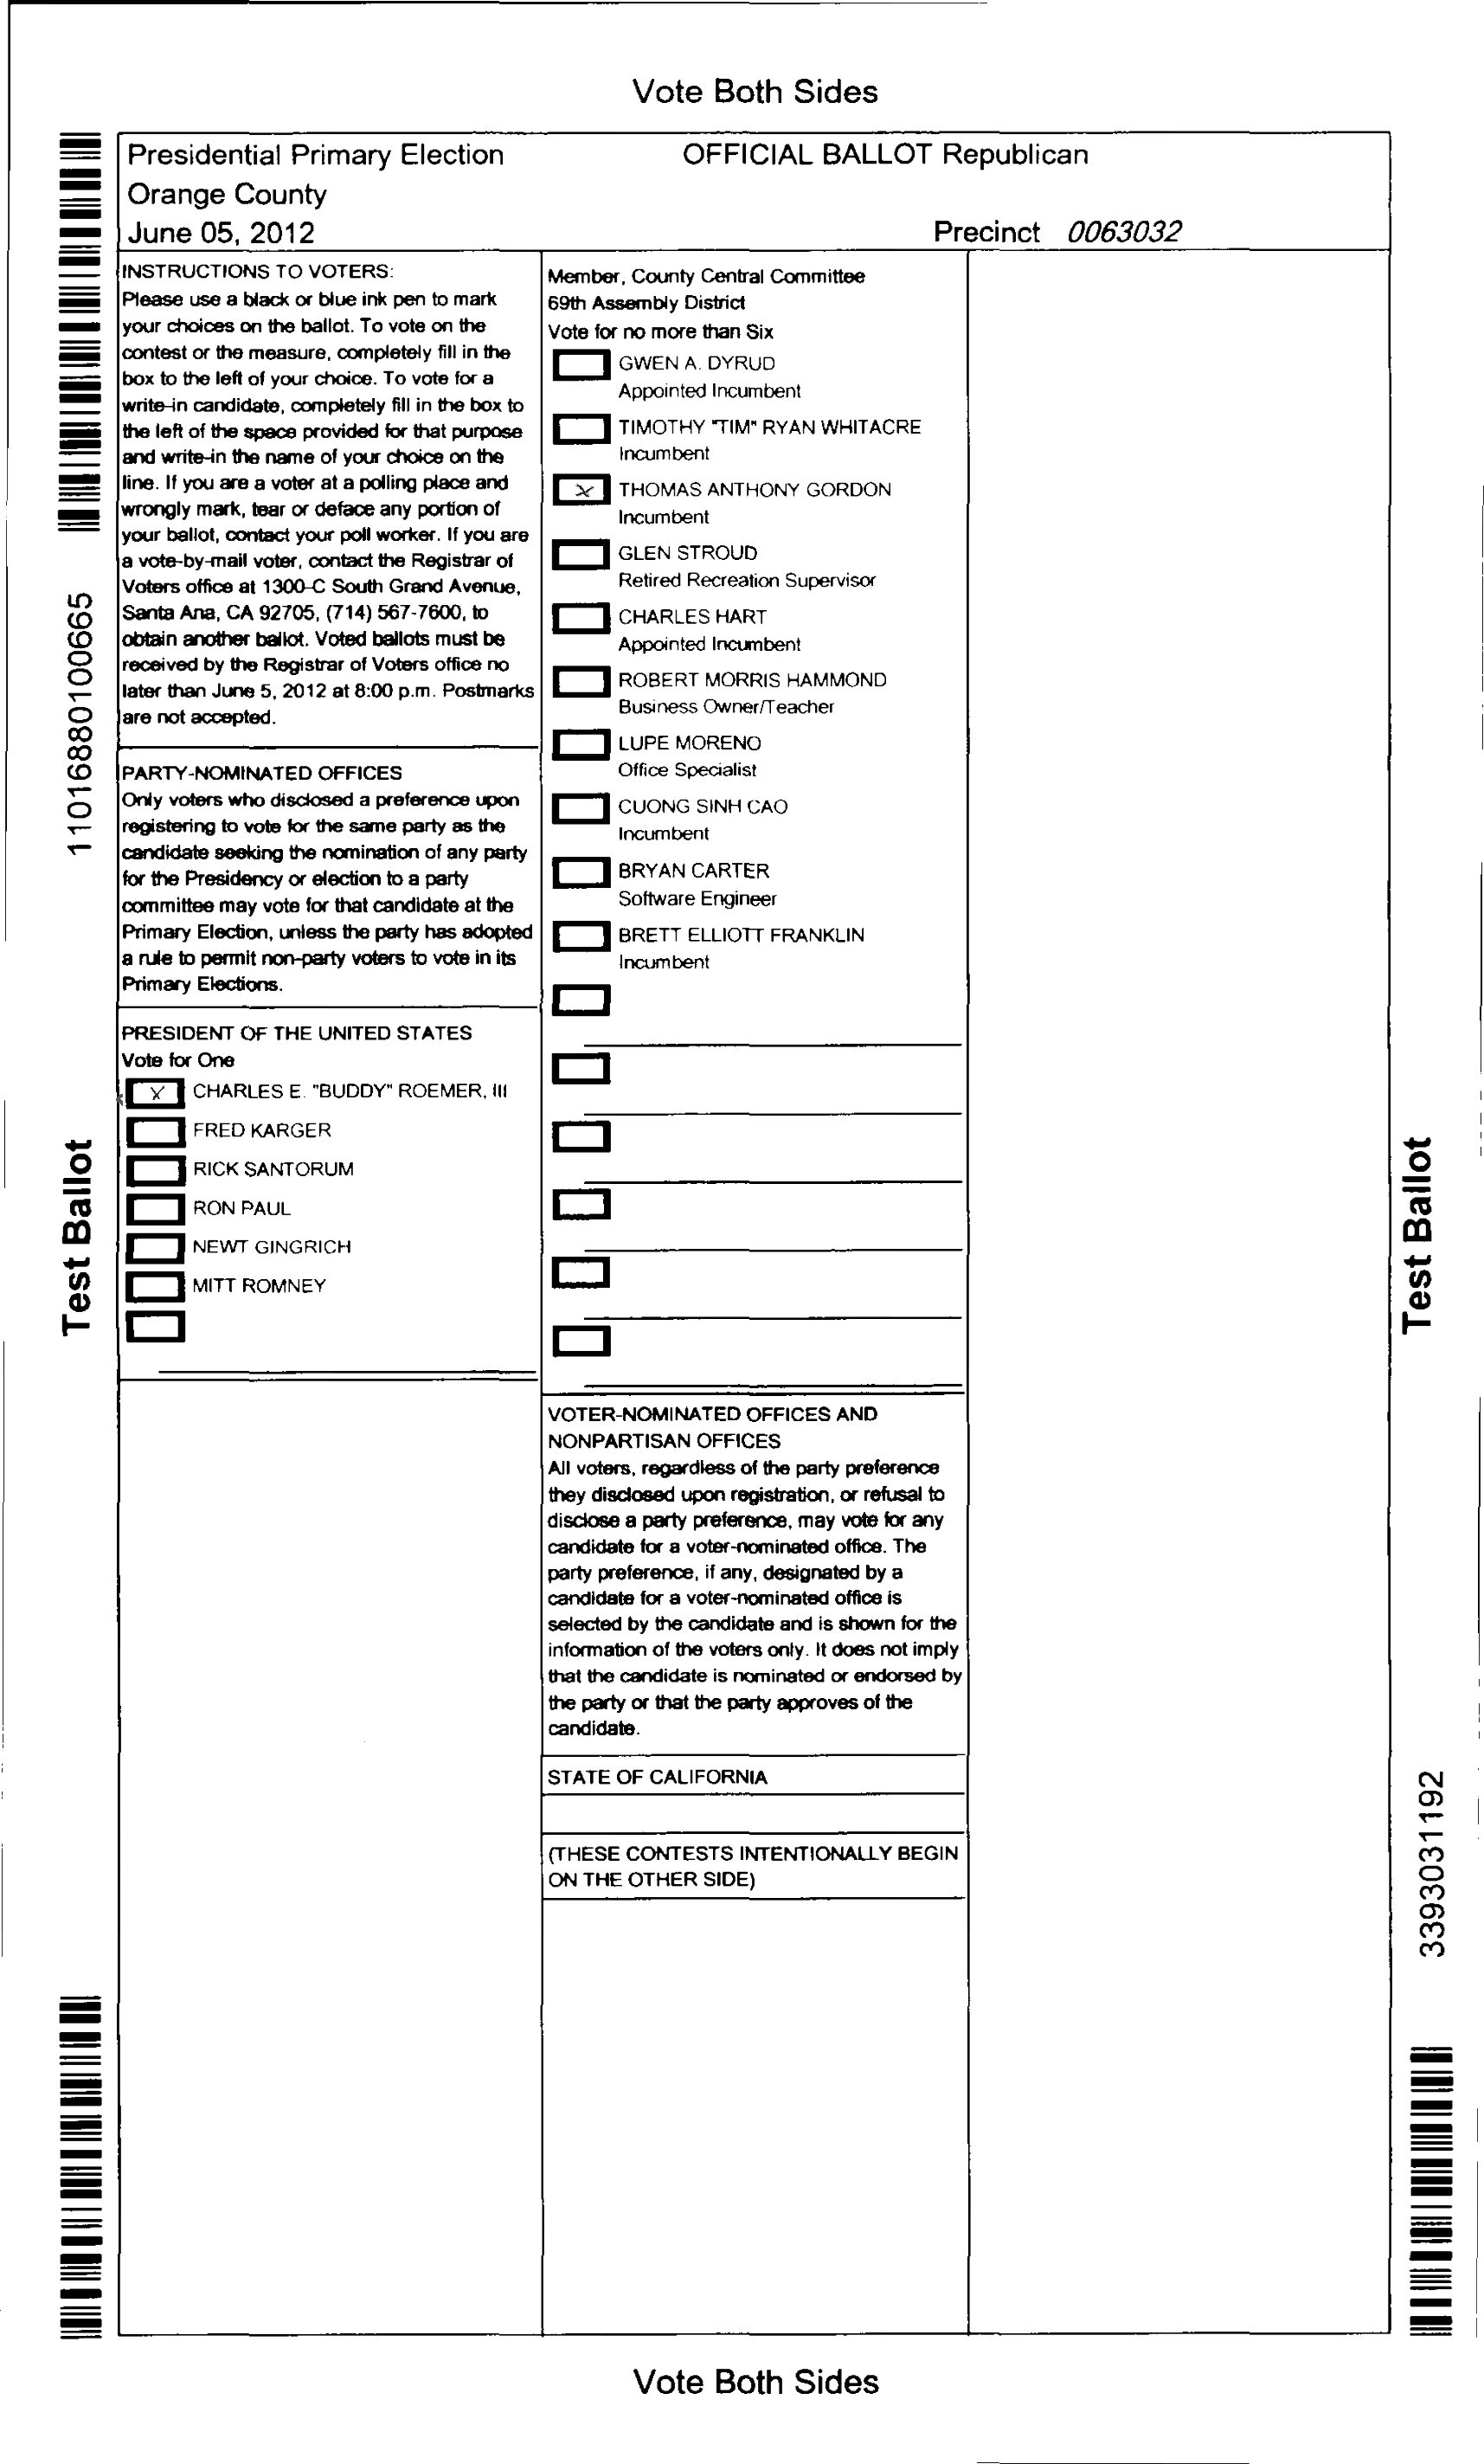 Vote Both Sides
Presidential Primary Election
OFFICIAL BALLOT Republican
Orange County
June 05, 2012
Precinct 0063032
INSTRUCTIONS TO VOTERS:
Please use a black or blue ink pen to mark
your choices on the ballot. To vote on the
contest or the measure, completely fill in the
box to the left of your choice. To vote for a
write-in candidate, completely fill in the box to
the left of the space provided for that purpose
and write-in the name of your choice on the
line. If you are a voter at a polling place and
wrongly mark, tear or deface any portion of
your ballot, contact your poll worker. If you are
a vote-by-mail voter, contact the Registrar of
Voters office at 1300-C South Grand Avenue,
Santa Ana, CA 92705, (714) 567-7600, to
obtain another ballot. Voted ballots must be
received by the Registrar of Voters office no
later than June 5, 2012 at 8:00 p.m. Postmarks
are not accepted.
PARTY-NOMINATED OFFICES
Only voters who disclosed a preference upon
registering to vote for the same party as the
candidate seeking the nomination of any party
for the Presidency or election to a party
committee may vote for that candidate at the
Primary Election, unless the party has adopted
a rule to permit non-party voters to vote in its
Primary Elections.
PRESIDENT OF THE UNITED STATES
Vote for One
X CHARLES E. "BUDDY" ROEMER, III
FRED KARGER
RICK SANTORUM
RON PAUL
NEWT GINGRICH
MITT ROMNEY
Member, County Central Committee
69th Assembly District
Vote for no more than Six
GWEN A. DYRUD
Appointed Incumbent
TIMOTHY "TIM" RYAN WHITACRE
Incumbent
X THOMAS ANTHONY GORDON
Incumbent
GLEN STROUD
Retired Recreation Supervisor
CHARLES HART
Appointed Incumbent
ROBERT MORRIS HAMMOND
Business Owner/Teacher
LUPE MORENO
Office Specialist
CUONG SINH CAO
Incumbent
BRYAN CARTER
Software Engineer
BRETT ELLIOTT FRANKLIN
Incumbent
VOTER-NOMINATED OFFICES AND
NONPARTISAN OFFICES
All voters, regardless of the party preference
they disclosed upon registration, or refusal to
disclose a party preference, may vote for any
candidate for a voter-nominated office. The
party preference, if any, designated by a
candidate for a voter-nominated office is
selected by the candidate and is shown for the
information of the voters only. It does not imply
that the candidate is nominated or endorsed by
the party or that the party approves of the
candidate.
STATE OF CALIFORNIA
(THESE CONTESTS INTENTIONALLY BEGIN
ON THE OTHER SIDE)
11016880100665
Test Ballot
Test Ballot
3393031192
Vote Both Sides